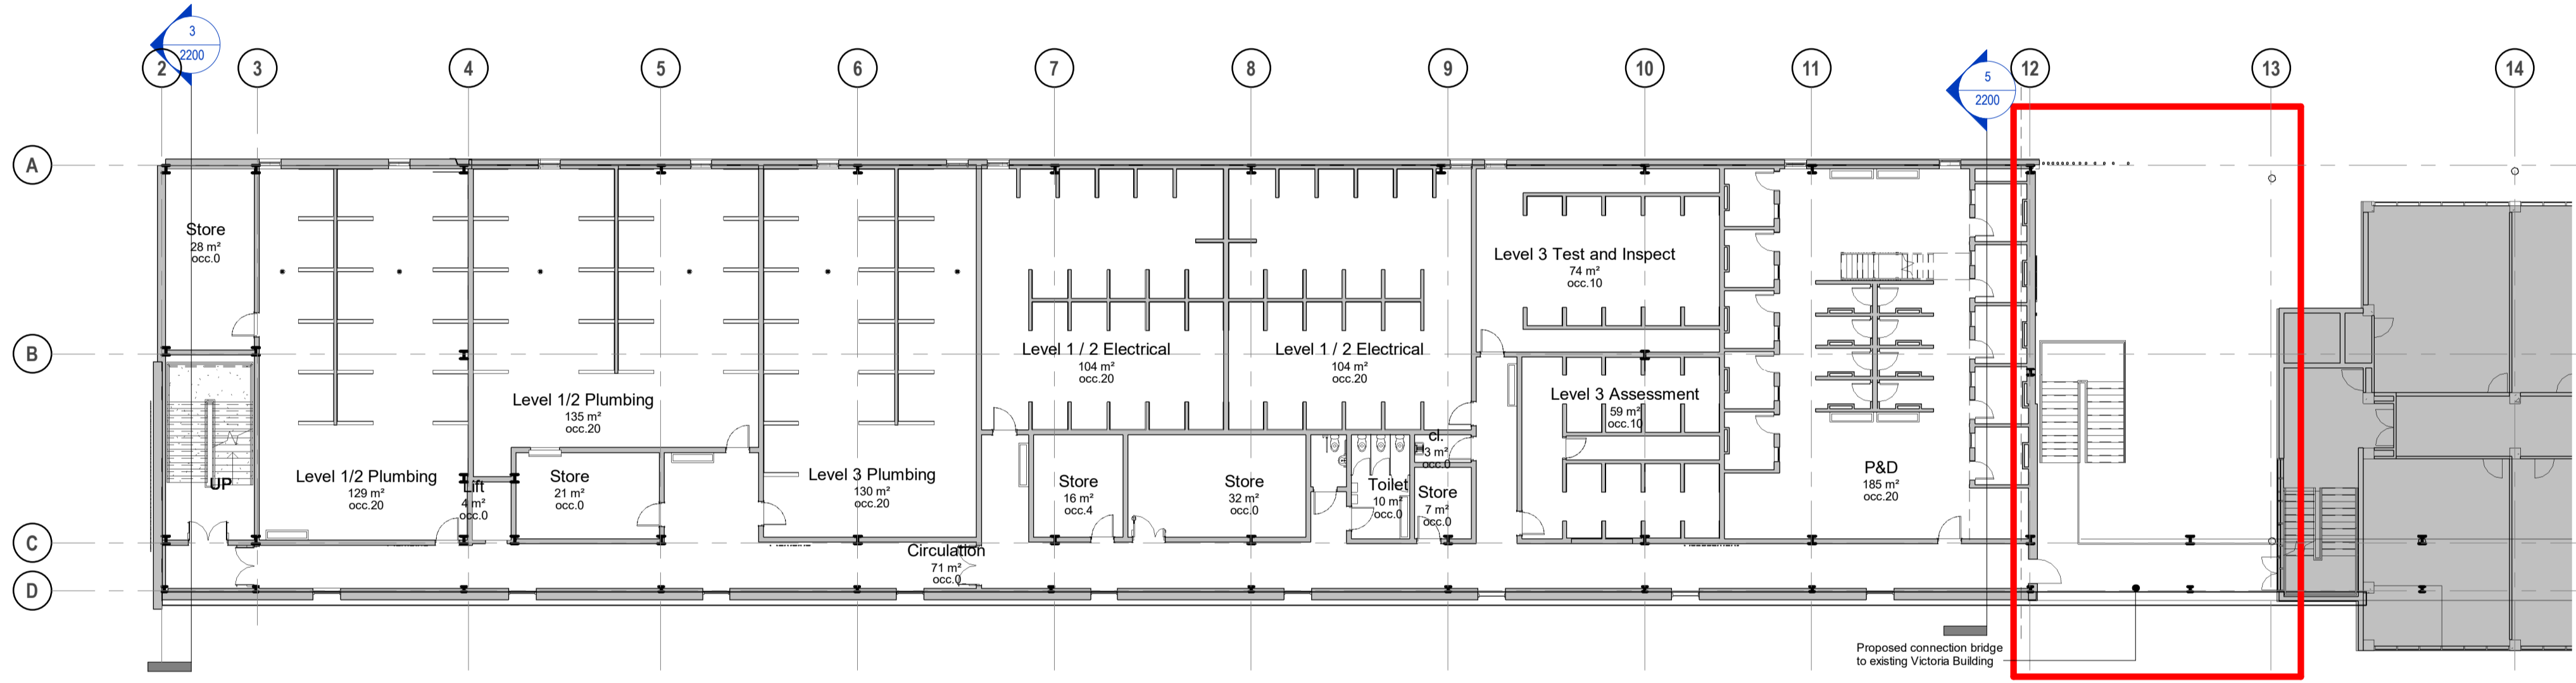 3
2200
2
3
4
5
6
7
8
9
10
11
5
2200
12
13
14
A
B
C
D
Store
28 m²
occ.0
UP
Level 1/2 Plumbing
129 m²
occ.20
Lift
4 m²
occ.0
Level 1/2 Plumbing
135 m²
occ.20
Store
21 m²
occ.0
Level 3 Plumbing
130 m²
occ.20
Circulation
71 m²
occ.0
Level 1 / 2 Electrical
104 m²
occ.20
Level 1 / 2 Electrical
104 m²
occ.20
Store
16 m²
occ.4
Store
32 m²
occ.0
Toilet
10 m²
occ.0
cl.
3 m²
occ.0
Store
7 m²
occ.0
Level 3 Test and Inspect
74 m²
occ.10
Level 3 Assessment
59 m²
occ.10
P&D
185 m²
occ.20
Proposed connection bridge
to existing Victoria Building